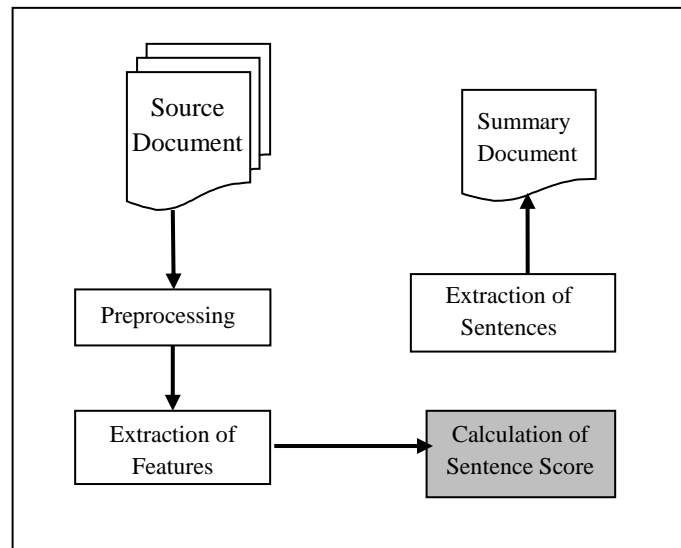 Source
Document
Preprocessing
Extraction of
Features
Calculation of
Sentence Score
Extraction of
Sentences
Summary
Document